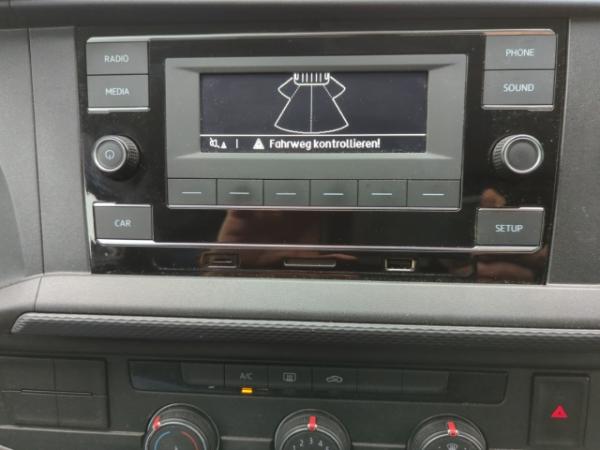 RADIO
PHONE
MEDIA
SOUND
Fahrweg kontrollieren!
CAR
SETUP
A/C